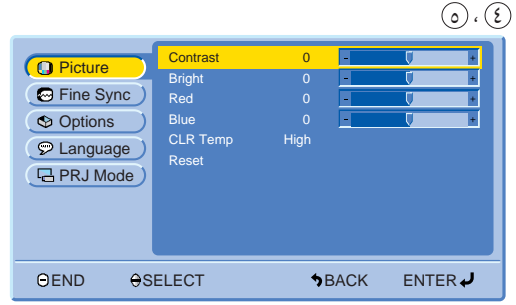 ٤ ، ٥
Picture
Fine Sync
Options
Language
PRJ Mode
Contrast 0 - +
Bright 0 - +
Red 0 - +
Blue 0 - +
CLR Temp High
Reset
END SELECT BACK ENTER